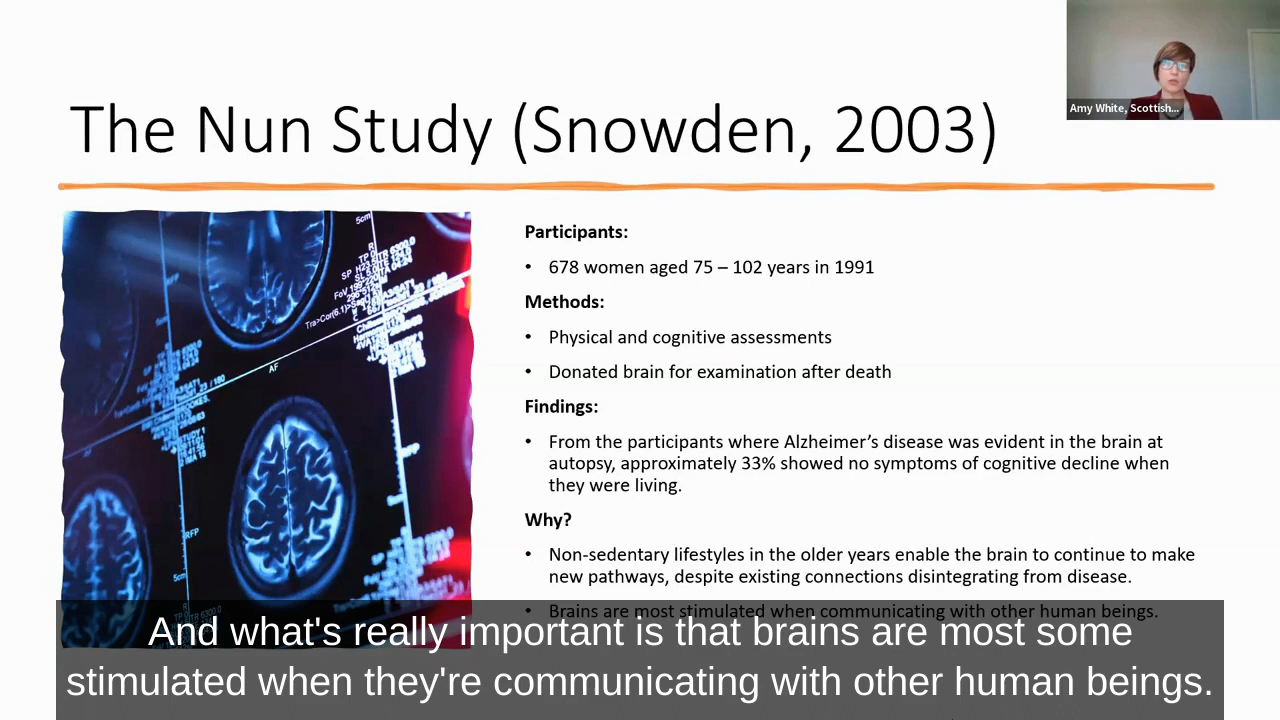 Amy White, Scottish...
The Nun Study (Snowden, 2003)
Participants:
• 678 women aged 75 – 102 years in 1991
Methods:
• Physical and cognitive assessments
• Donated brain for examination after death
Findings:
• From the participants where Alzheimer's disease was evident in the brain at
autopsy, approximately 33% showed no symptoms of cognitive decline when
they were living.
Why?
• Non-sedentary lifestyles in the older years enable the brain to continue to make
new pathways, despite existing connections disintegrating from disease.
• Brains are most stimulated when communicating with other human beings.
5cm
R
AF
RFP
5cm
R
And what's really important is that brains are most some
stimulated when they're communicating with other human beings.